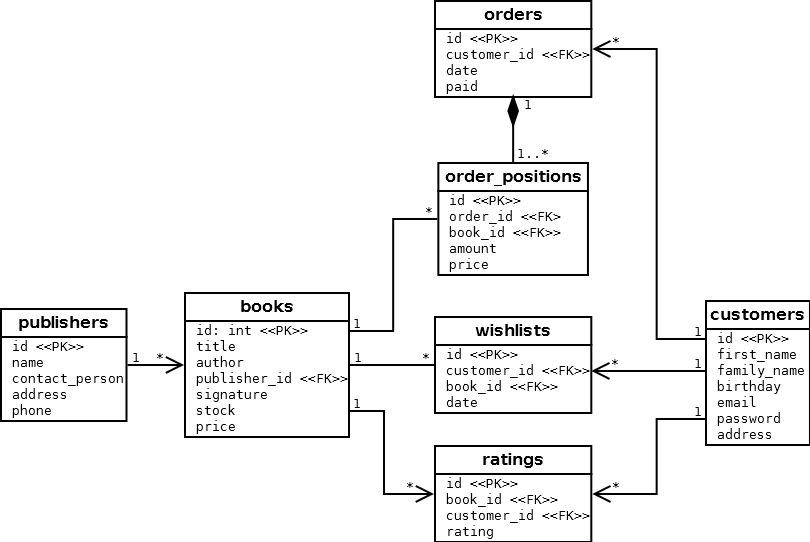 orders
id <<PK>>
customer_id <<FK>>
date
paid
*
1
1..*
order_positions
id <<PK>>
order_id <<FK>
book_id <<FK>>
amount
price
*
publishers
id <<PK>>
name
contact_person
address
phone
1 *
books
id: int <<PK>>
title
author
publisher_id <<FK>>
signature
stock
price
1
1
1
*
wishlists
id <<PK>>
customer_id <<FK>>
book_id <<FK>>
date
*
*
ratings
id <<PK>>
book_id <<FK>>
customer_id <<FK>>
rating
*
customers
id <<PK>>
first_name
family_name
birthday
email
password
address
1
1
1